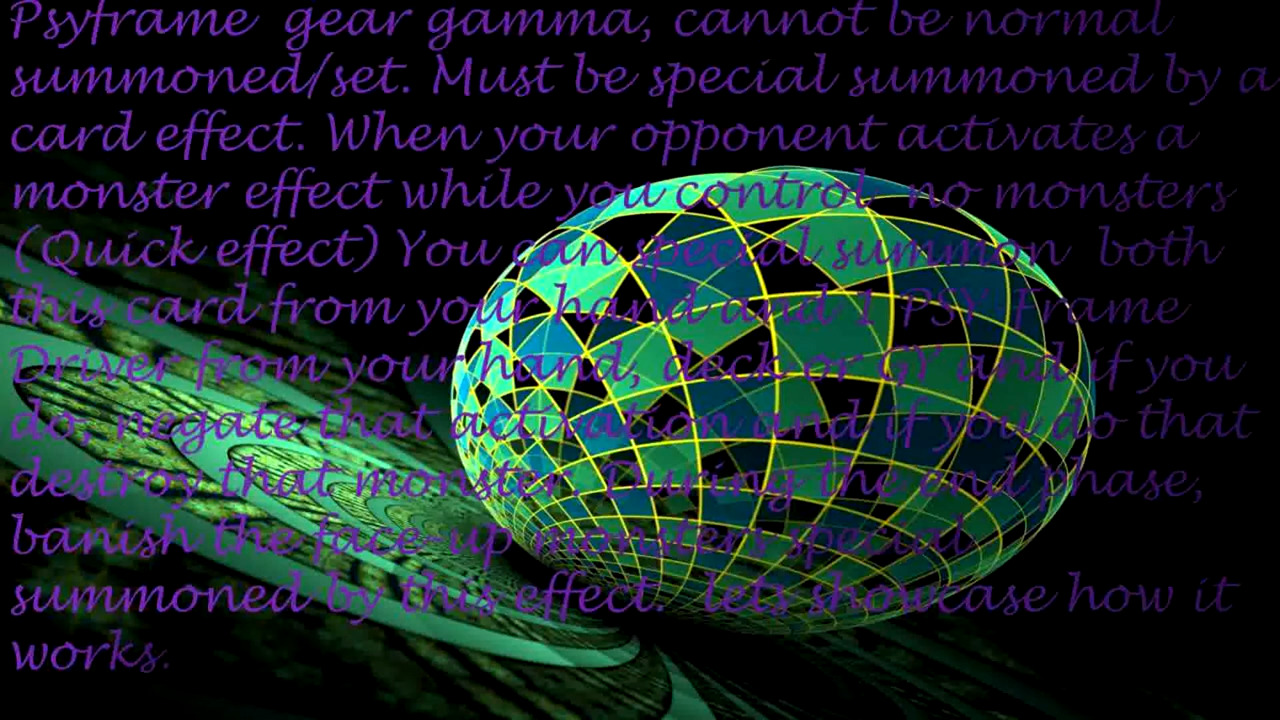 Psyframe gear gamma, cannot be normal
summoned/set. Must be special summoned by a
card effect. When your opponent activates a
monster effect while you control no monsters
(Quick effect) You can special summon both
this card from your hand and 1 PSY Frame
Driver from your hand, deck or GY and if you
do, negate that activation and if you do that
destroy that monster. During the end phase,
banish the face-up monsters special
summoned by this effect. lets showcase how it
works.